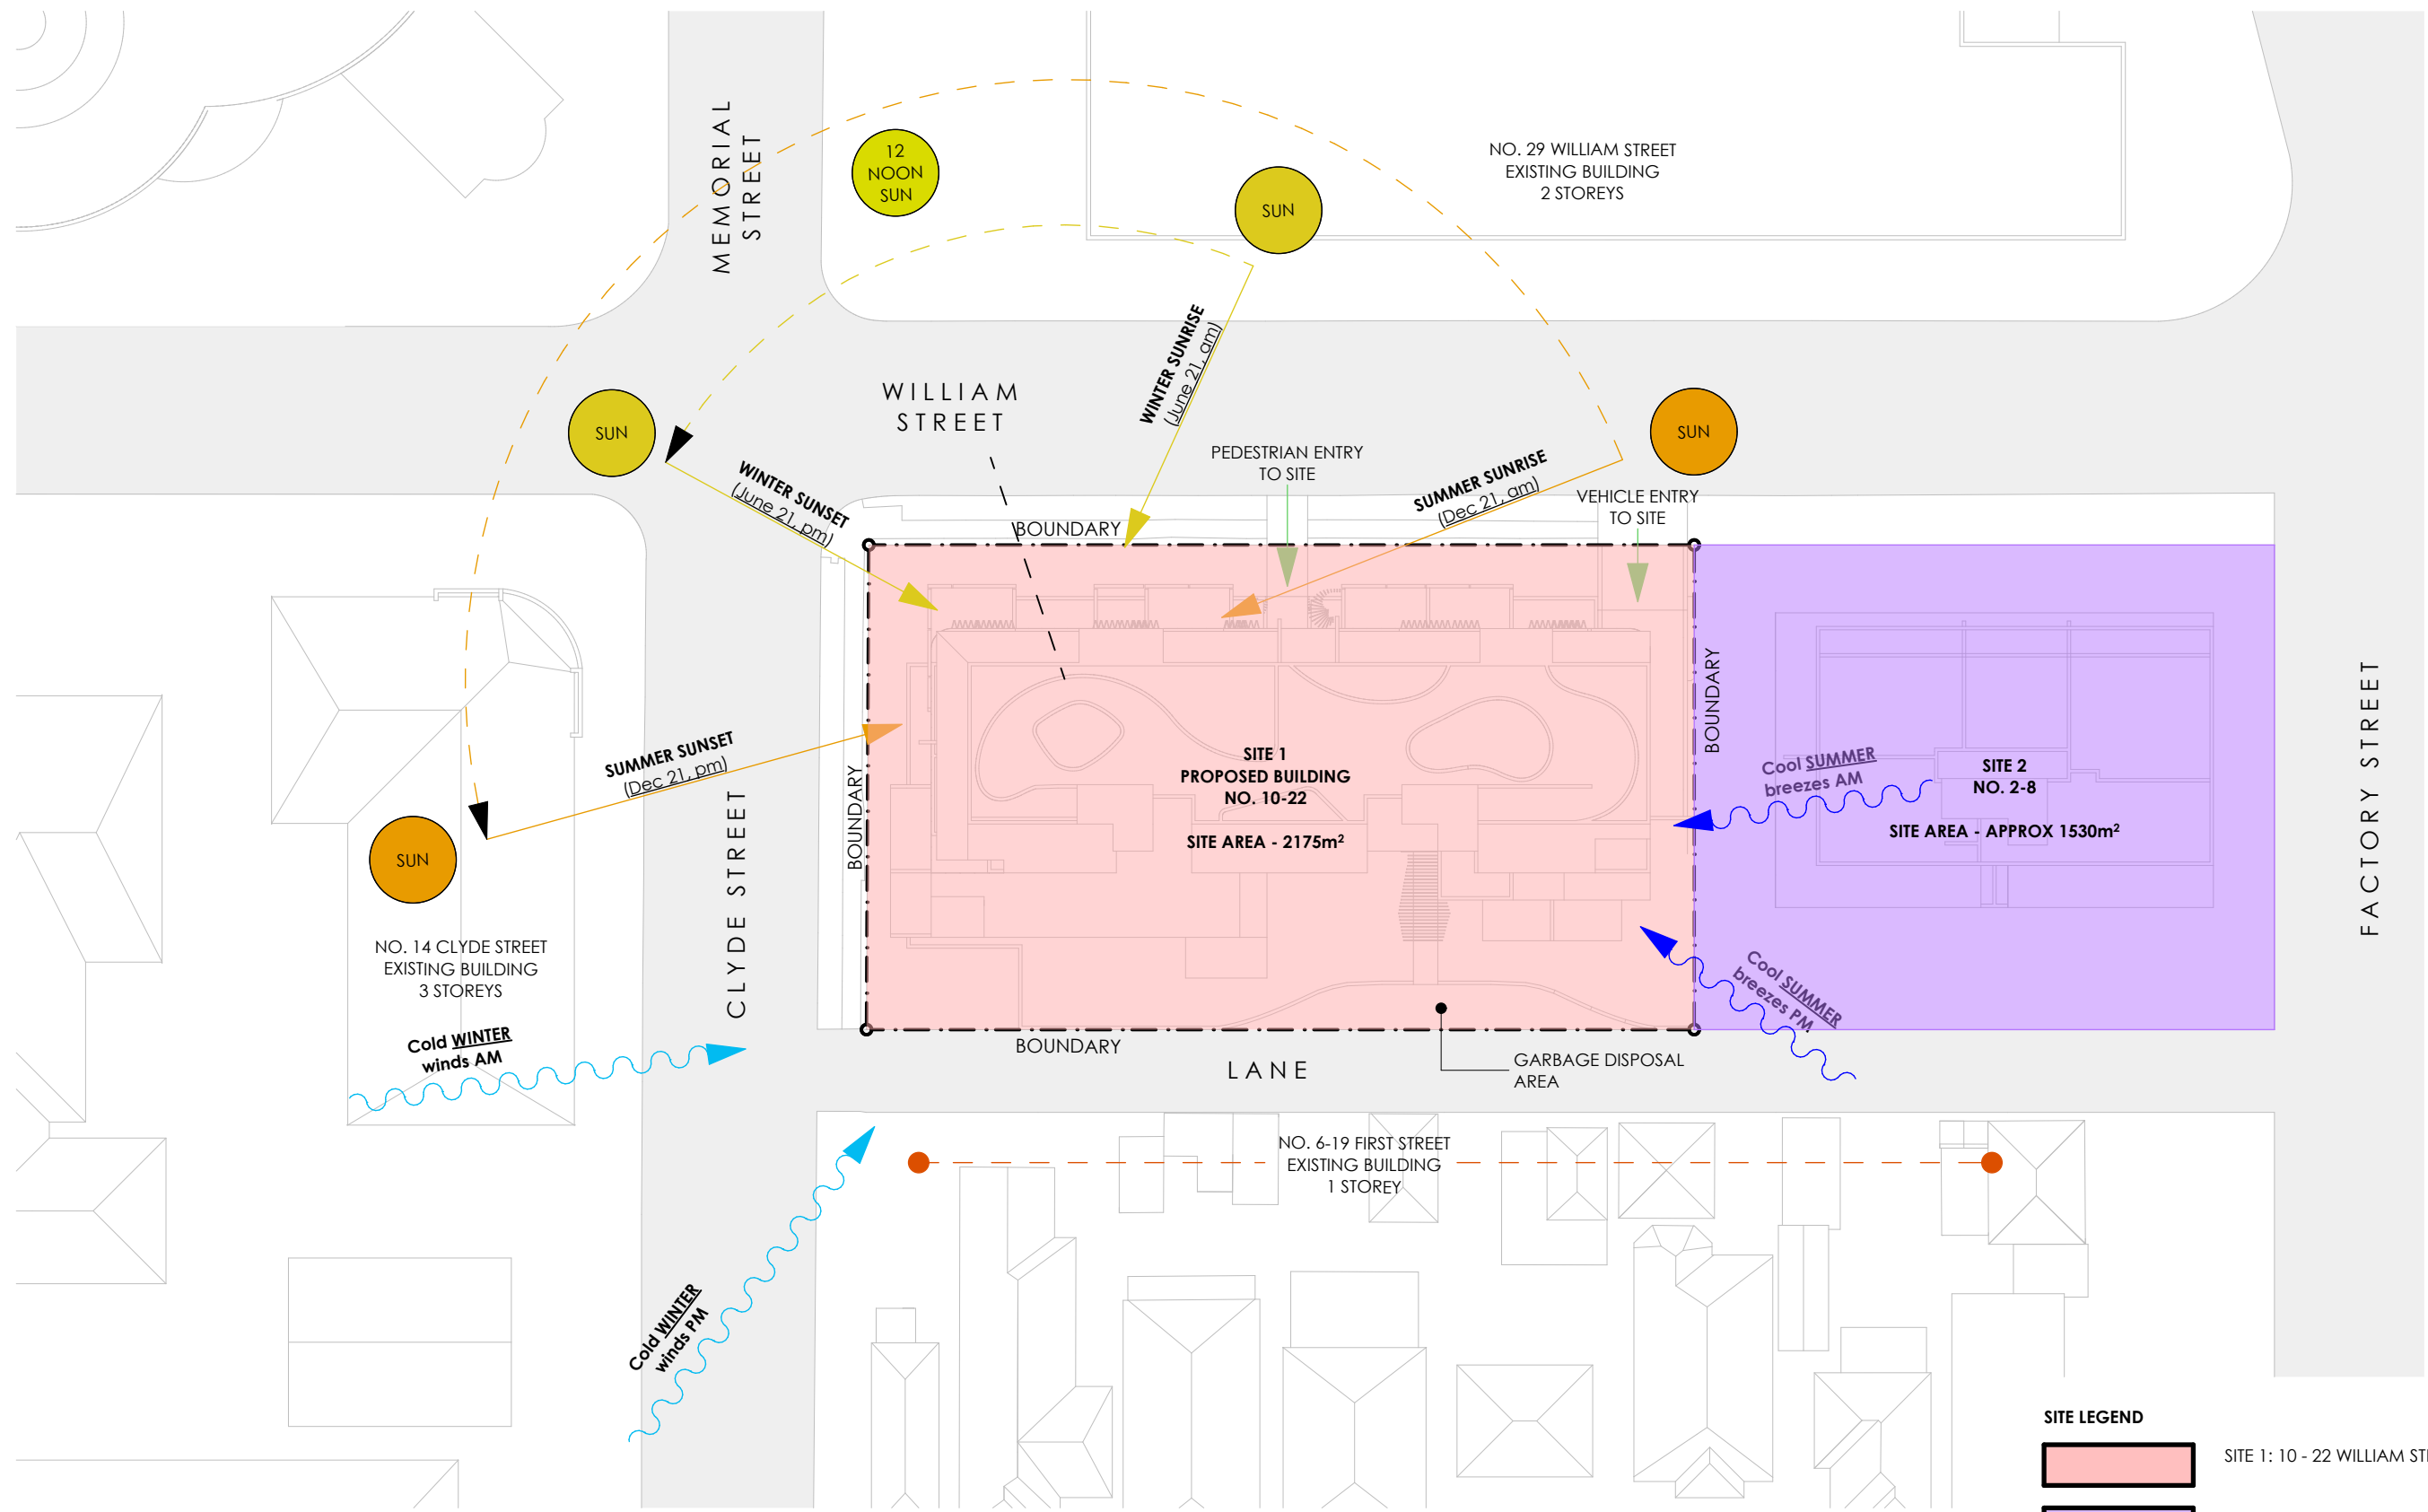 MEMORIAL
STREET
12
NOON
SUN
SUN
NO. 29 WILLIAM STREET
EXISTING BUILDING
2 STOREYS
WINTER SUNRISE
(June 21, am)
WILLIAM
STREET
SUN
SUN
PEDESTRIAN ENTRY
TO SITE
SUMMER SUNRISE
(Dec 21, am)
WINTER SUNSET
(June 21, pm)
VEHICLE ENTRY
TO SITE
BOUNDARY
BOUNDARY
FACTORY STREET
SUMMER SUNSET
(Dec 21, pm)
SITE 1
PROPOSED BUILDING
NO. 10-22
SITE AREA - 2175m²
Cool SUMMER
breezes AM
SITE 2
NO. 2-8
SITE AREA - APPROX 1530m²
BOUNDARY
CLYDE STREET
SUN
NO. 14 CLYDE STREET
EXISTING BUILDING
3 STOREYS
Cool SUMMER
breezes PM
Cold WINTER
winds AM
BOUNDARY
LANE
GARBAGE DISPOSAL
AREA
NO. 6-19 FIRST STREET
EXISTING BUILDING
1 STOREY
Cold WINTER
winds PM
SITE LEGEND
SITE 1: 10 - 22 WILLIAM